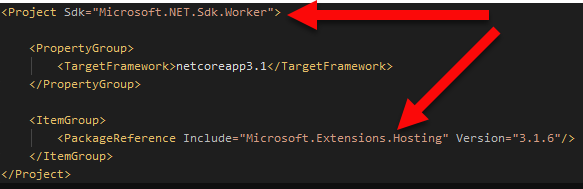 <Project Sdk="Microsoft.NET.Sdk.Worker">
<PropertyGroup>
<TargetFramework>netcoreapp3.1</TargetFramework>
</PropertyGroup>
<ItemGroup>
<PackageReference Include="Microsoft.Extensions.Hosting" Version="3.1.6"/>
</ItemGroup>
</Project>